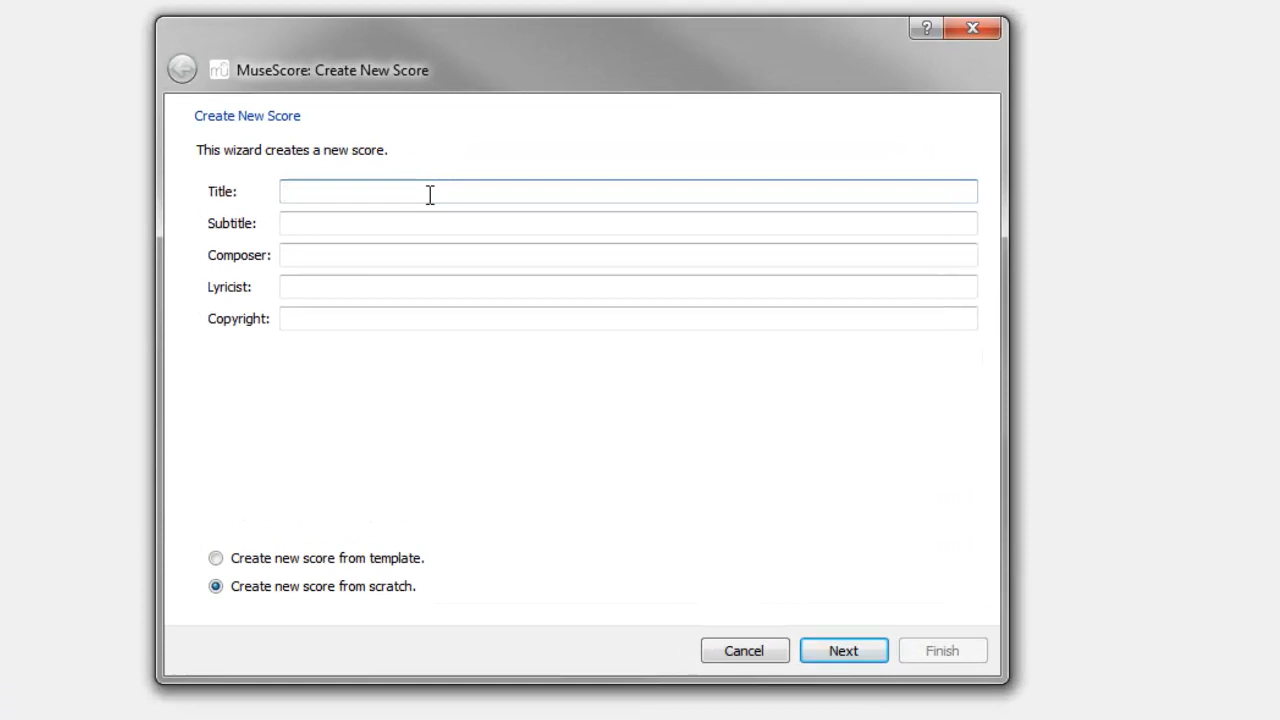 MuseScore: Create New Score
Create New Score
This wizard creates a new score.
Title:
Subtitle:
Composer:
Lyricist:
Copyright:
Create new score from template.
Create new score from scratch.
Cancel Next Finish